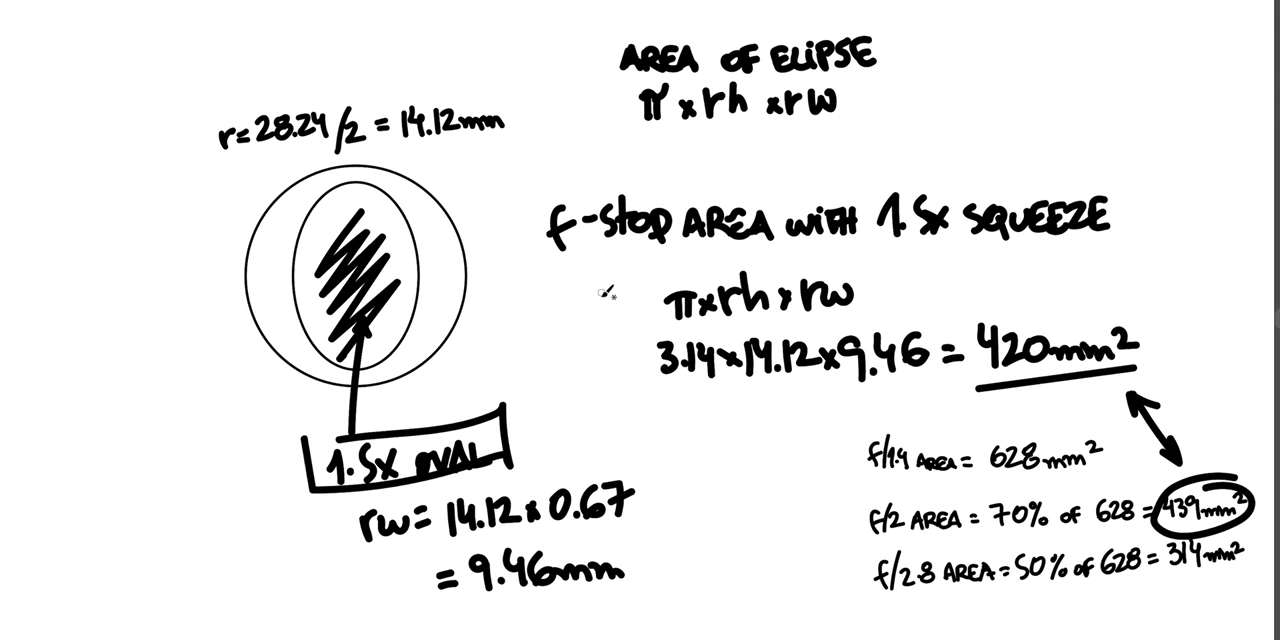 AREA OF ELIPSE
π x rh x rw
r=28.24/2 = 14.12mm
f-STOP AREA WITH 1.5x SQUEEZE
π x rh x rw
3.14 x 14.12 x 9.46 = 420mm²
1.5x OVAL
rw = 14.12 x 0.67
= 9.46mm
f/1.4 AREA = 628mm²
f/2 AREA = 70% OF 628 = 439mm²
f/2.8 AREA = 50% OF 628 = 314mm²